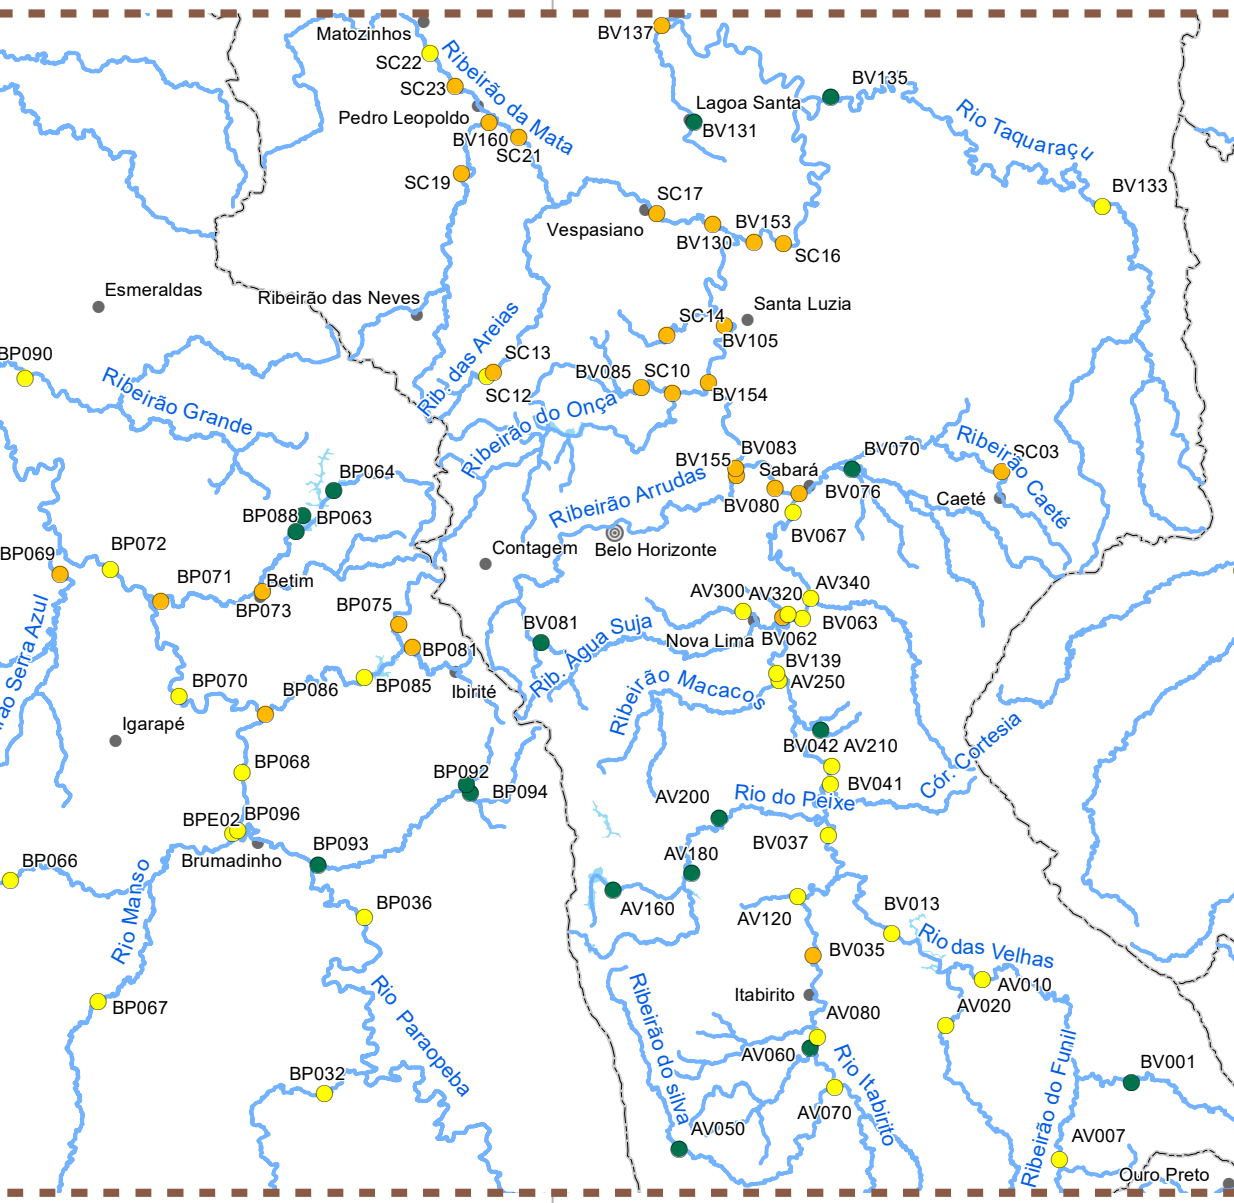 Matozinhos
BV137
SC22
Ribeirão da Mata
SC23
BV135
Lagoa Santa
Pedro Leopoldo
BV131
Rio Taquaraçu
BV160
SC21
SC19
BV133
SC17
Vespasiano
BV153
BV130
SC16
Esmeraldas
Ribeirão das Neves
Santa Luzia
SC14
BV105
BP090
SC13
Rib. das Areias
BV085
SC10
SC12
BV154
Ribeirão Grande
Ribeirão do Onça
BV083
BV070
Ribeirão Caeté
SC03
BV155
Sabará
BP064
BV076
Caeté
Ribeirão Arrudas
BV080
BP088
BP063
BV067
BP072
BP069
Contagem
Belo Horizonte
BP071
Betim
BP073
AV340
AV300
AV320
BP075
BV081
BV063
Rib. Água Suja
Nova Lima
BV062
BP081
BV139
BP070
BP086
BP085
Ibirité
AV250
Ribeirão Macacos
rão Serra Azul
Igarapé
BV042
AV210
Cór. Cortesia
BP068
BP092
BV041
BP094
AV200
Rio do Peixe
BPE02
BP096
BV037
Brumadinho
BP093
AV180
BP066
BP036
AV160
AV120
BV013
Rio Manso
BV035
Rio das Velhas
Itabirito
AV010
BP067
Rio Paraopeba
Ribeirão do silva
AV080
AV020
AV060
Rio Itabirito
Ribeirão do Funil
BV001
BP032
AV070
AV050
AV007
Ouro Preto